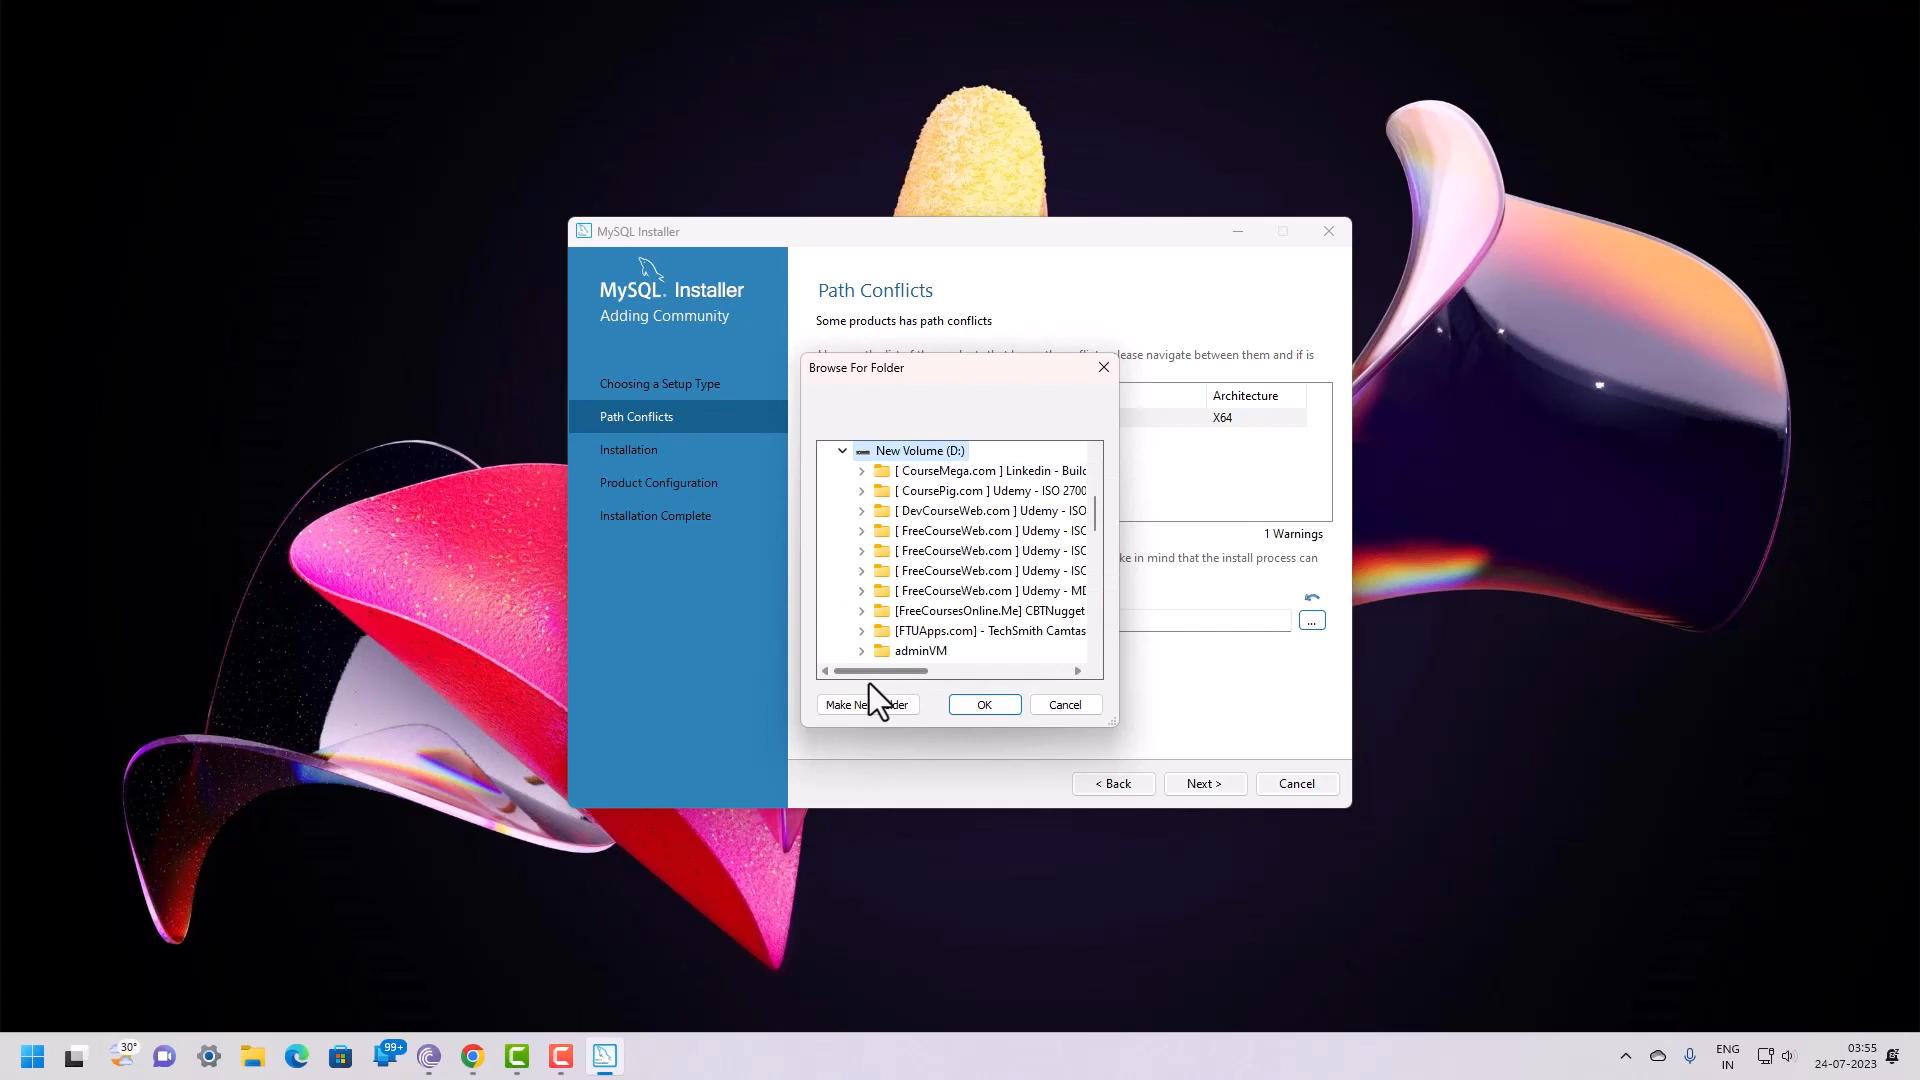 MySQL Installer
MySQL. Installer
Adding Community
Choosing a Setup Type
Path Conflicts
Installation
Product Configuration
Installation Complete
Path Conflicts
Some products has path conflicts
please navigate between them and if is
Architecture
X64
1 Warnings
in mind that the install process can
...
Browse For Folder
New Volume (D:)
[ CourseMega.com ] Linkedin - Builc
[ CoursePig.com ] Udemy - ISO 2700
[ DevCourseWeb.com ] Udemy - ISO
[ FreeCourseWeb.com ] Udemy - ISC
[ FreeCourseWeb.com ] Udemy - ISC
[ FreeCourseWeb.com ] Udemy - ISC
[ FreeCourseWeb.com ] Udemy - MD
[FreeCoursesOnline.Me] CBTNugget
[FTUApps.com] - TechSmith Camtas
adminVM
Make
OK
Cancel
< Back
Next >
Cancel
30°
99+
ENG
IN
03:55
24-07-2023